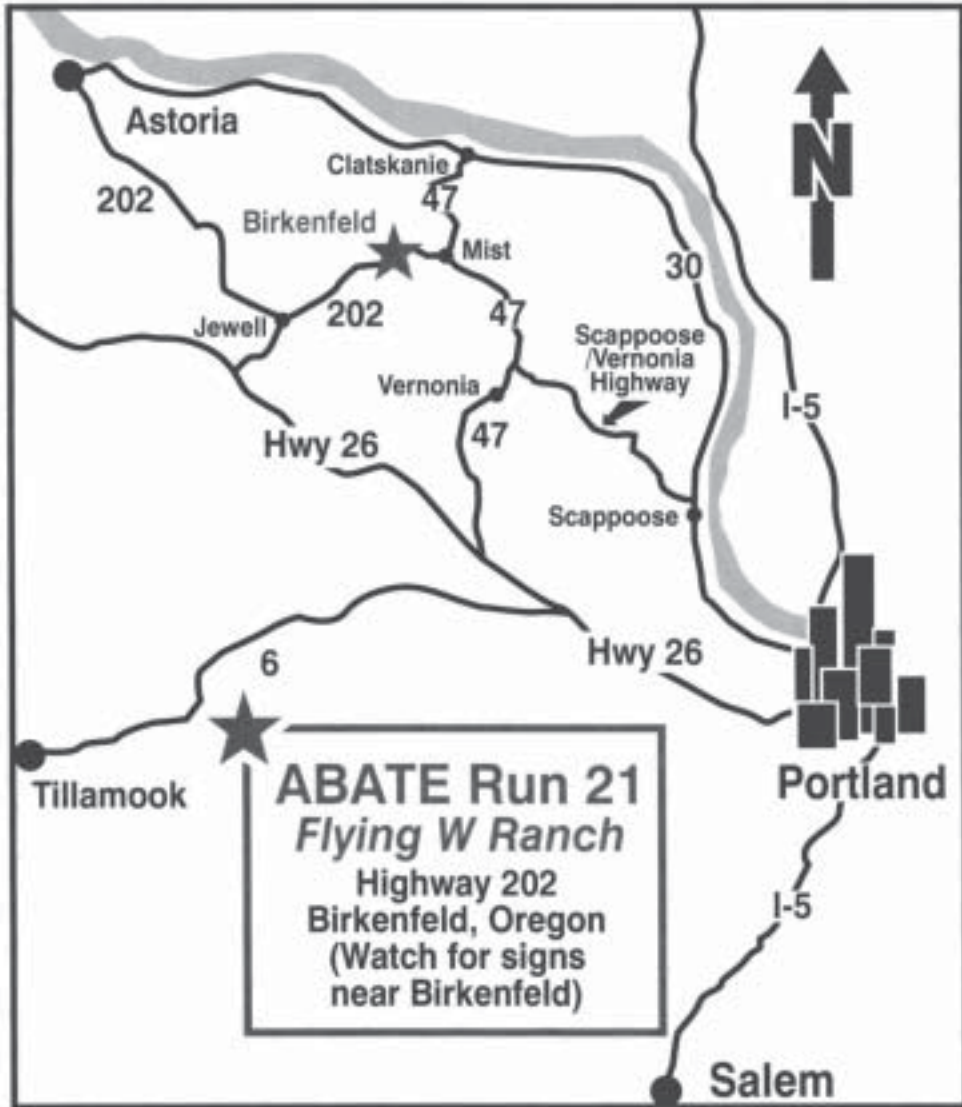 Astoria
Clatskanie
202
47
Birkenfeld
Mist
30
202
47
Jewell
Scappoose
/Vernonia
Highway
Vernonia
I-5
Hwy 26
47
Scappoose
Hwy 26
6
N
ABATE Run 21
Flying W Ranch
Highway 202
Birkenfeld, Oregon
(Watch for signs
near Birkenfeld)
Tillamook
Portland
I-5
Salem